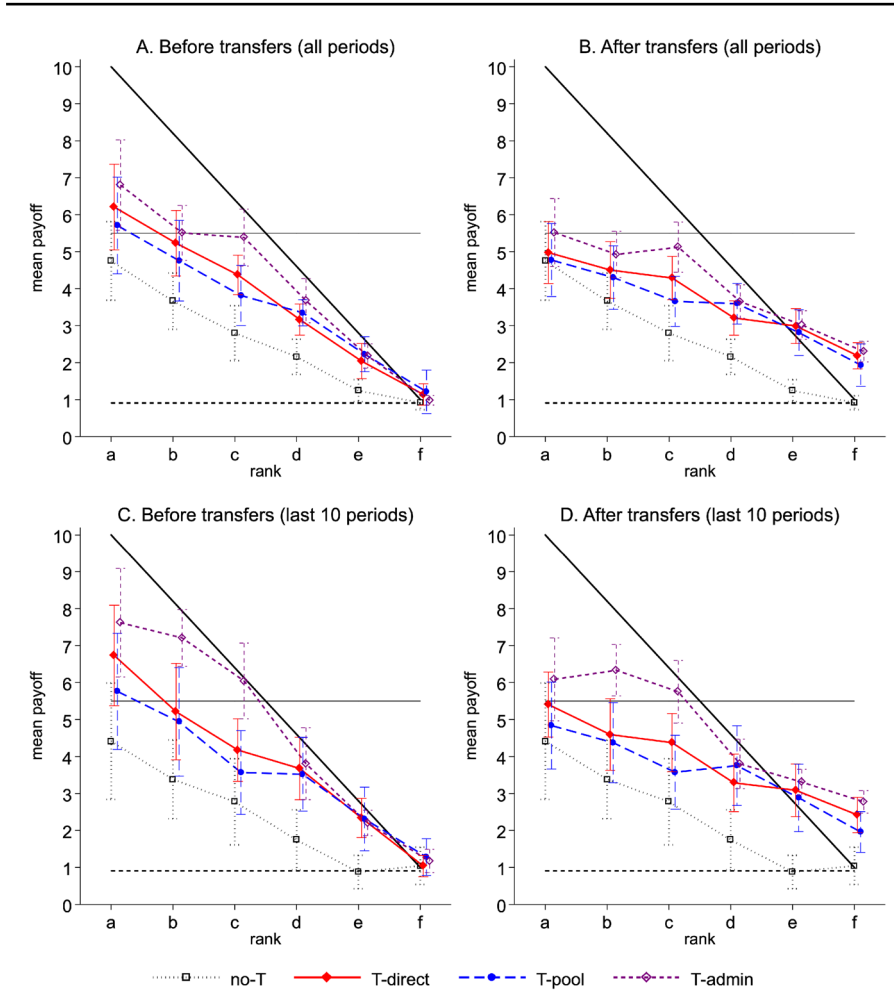 A. Before transfers (all periods)
10
9
8
7
6
5
4
3
2
1
0
mean payoff
a b c d e f
rank
B. After transfers (all periods)
10
9
8
7
6
5
4
3
2
1
0
mean payoff
a b c d e f
rank
C. Before transfers (last 10 periods)
10
9
8
7
6
5
4
3
2
1
0
mean payoff
a b c d e f
rank
D. After transfers (last 10 periods)
10
9
8
7
6
5
4
3
2
1
0
mean payoff
a b c d e f
rank
no-T T-direct T-pool T-admin